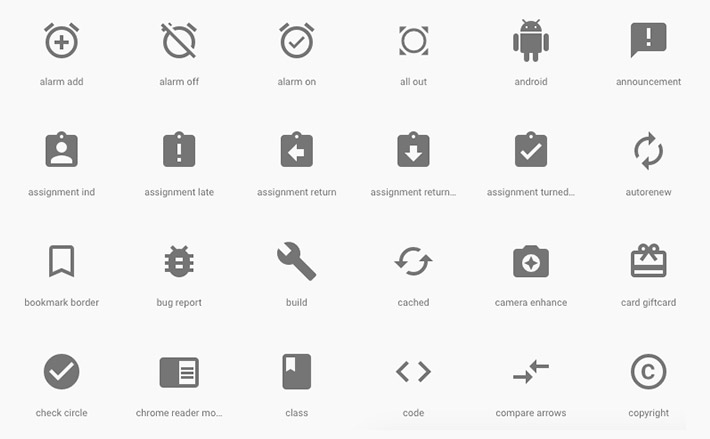 alarm add
alarm off
alarm on
all out
android
announcement
assignment ind
assignment late
assignment return
assignment return...
assignment turned...
autorenew
bookmark border
bug report
build
cached
camera enhance
card giftcard
check circle
chrome reader mo...
class
code
compare arrows
copyright